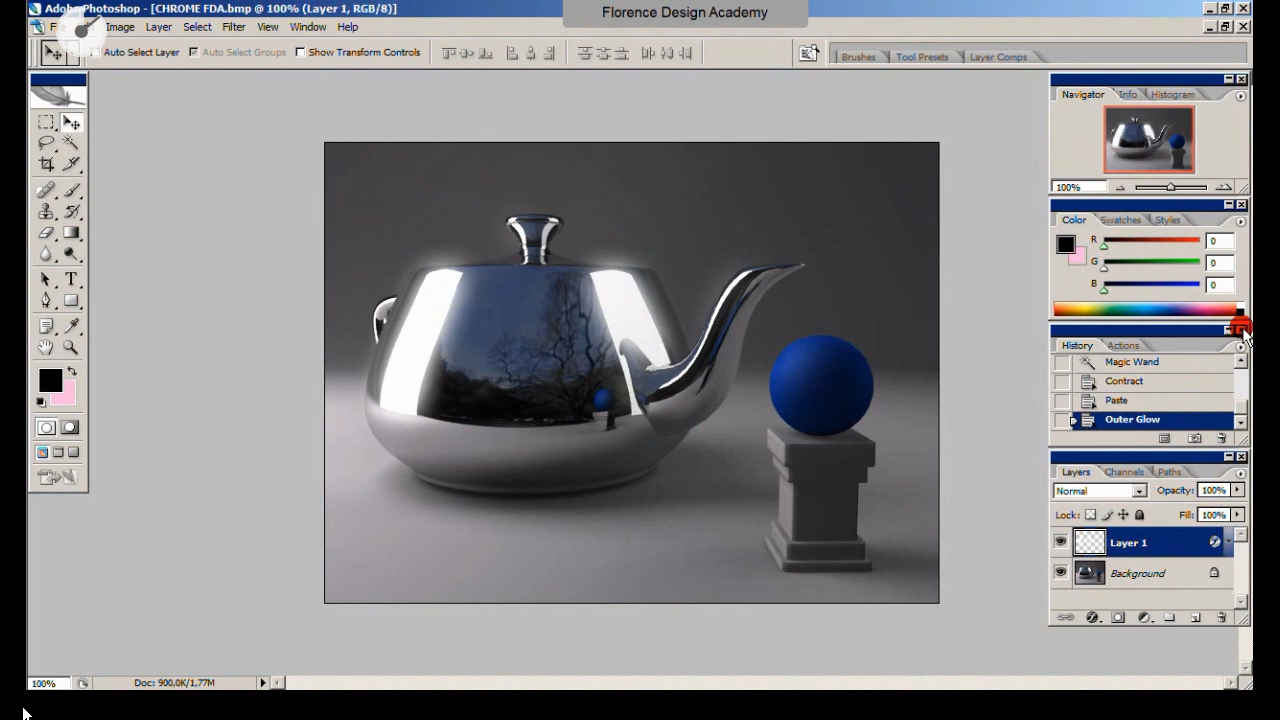 Adobe Photoshop - [CHROME FDA.bmp @ 100% (Layer 1, RGB/8)]
Florence Design Academy
Image Layer Select Filter View Window Help
Auto Select Layer Auto Select Groups Show Transform Controls
Brushes Tool Presets Layer Comps
Navigator Info Histogram
100%
Color Swatches Styles
R 0
G 0
B 0
History Actions
Magic Wand
Contract
Paste
Outer Glow
Layers Channels Paths
Normal Opacity: 100%
Lock: Fill: 100%
Layer 1
Background
100% Doc: 900,0K/1,77M